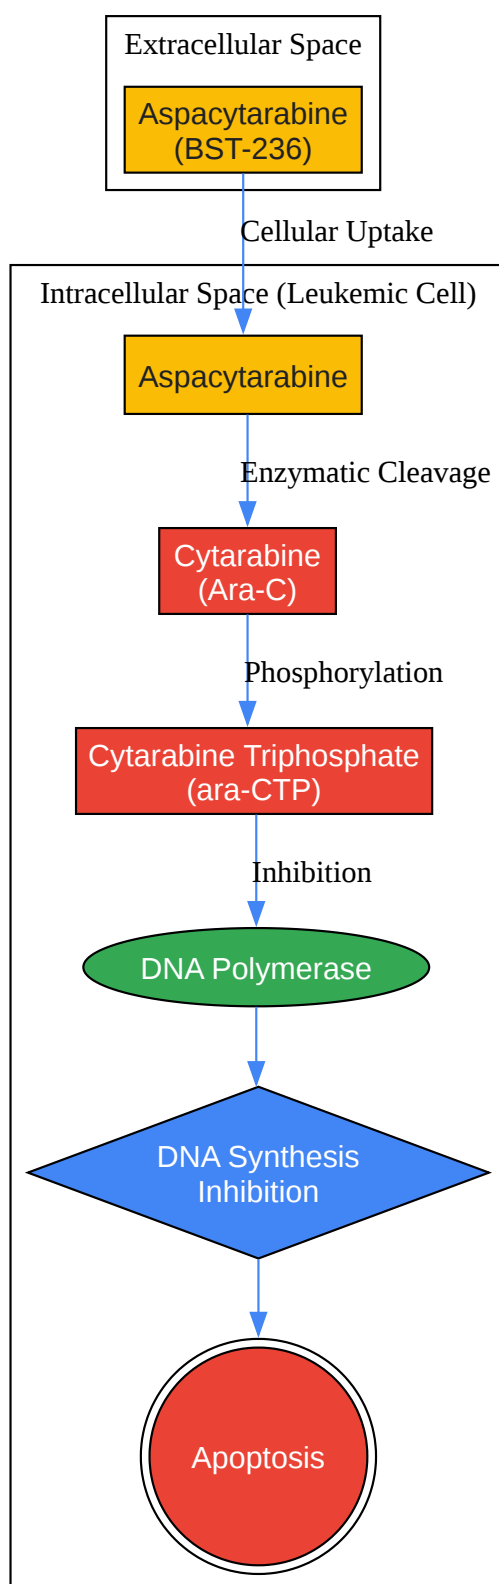 Extracellular Space
Aspacytarabine
(BST-236)
Cellular Uptake
Intracellular Space (Leukemic Cell)
Aspacytarabine
Enzymatic Cleavage
Cytarabine
(Ara-C)
Phosphorylation
Cytarabine Triphosphate
(ara-CTP)
Inhibition
DNA Polymerase
DNA Synthesis
Inhibition
Apoptosis